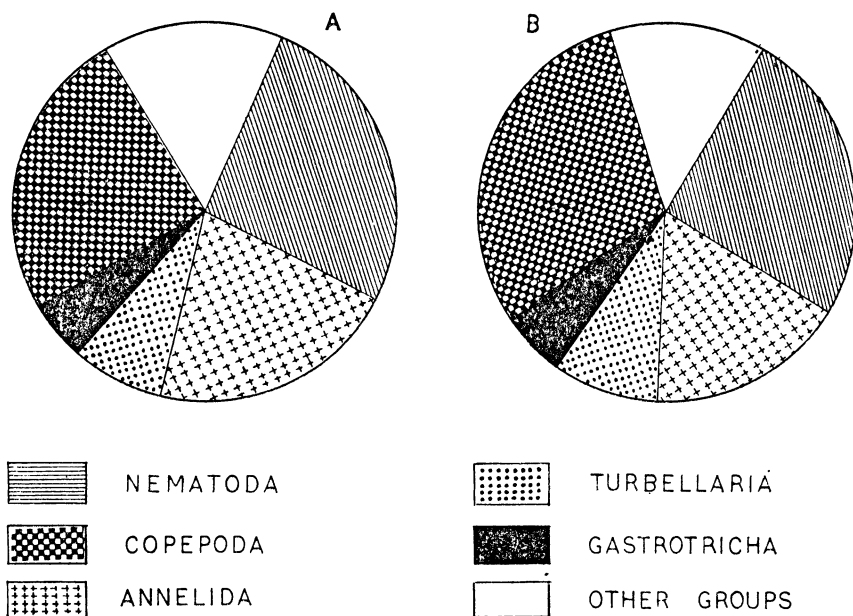 A
B
NEMATODA
COPEPODA
ANNELIDA
TURBELLARIA
GASTROTRICHA
OTHER GROUPS